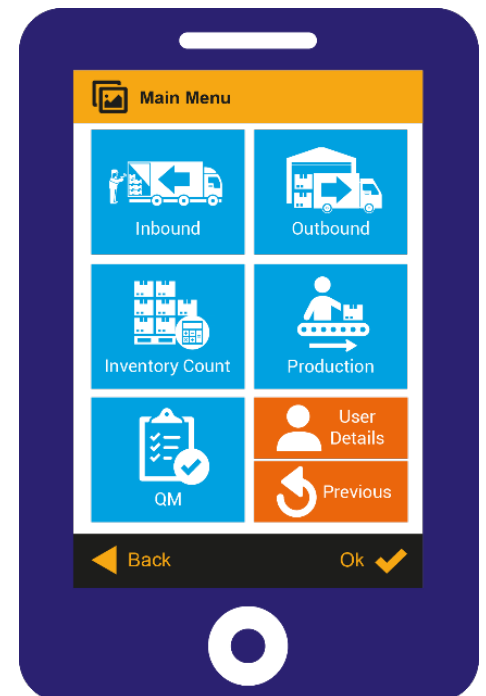 Main Menu
Inbound
Outbound
Inventory Count
Production
QM
User
Details
Previous
Back
Ok